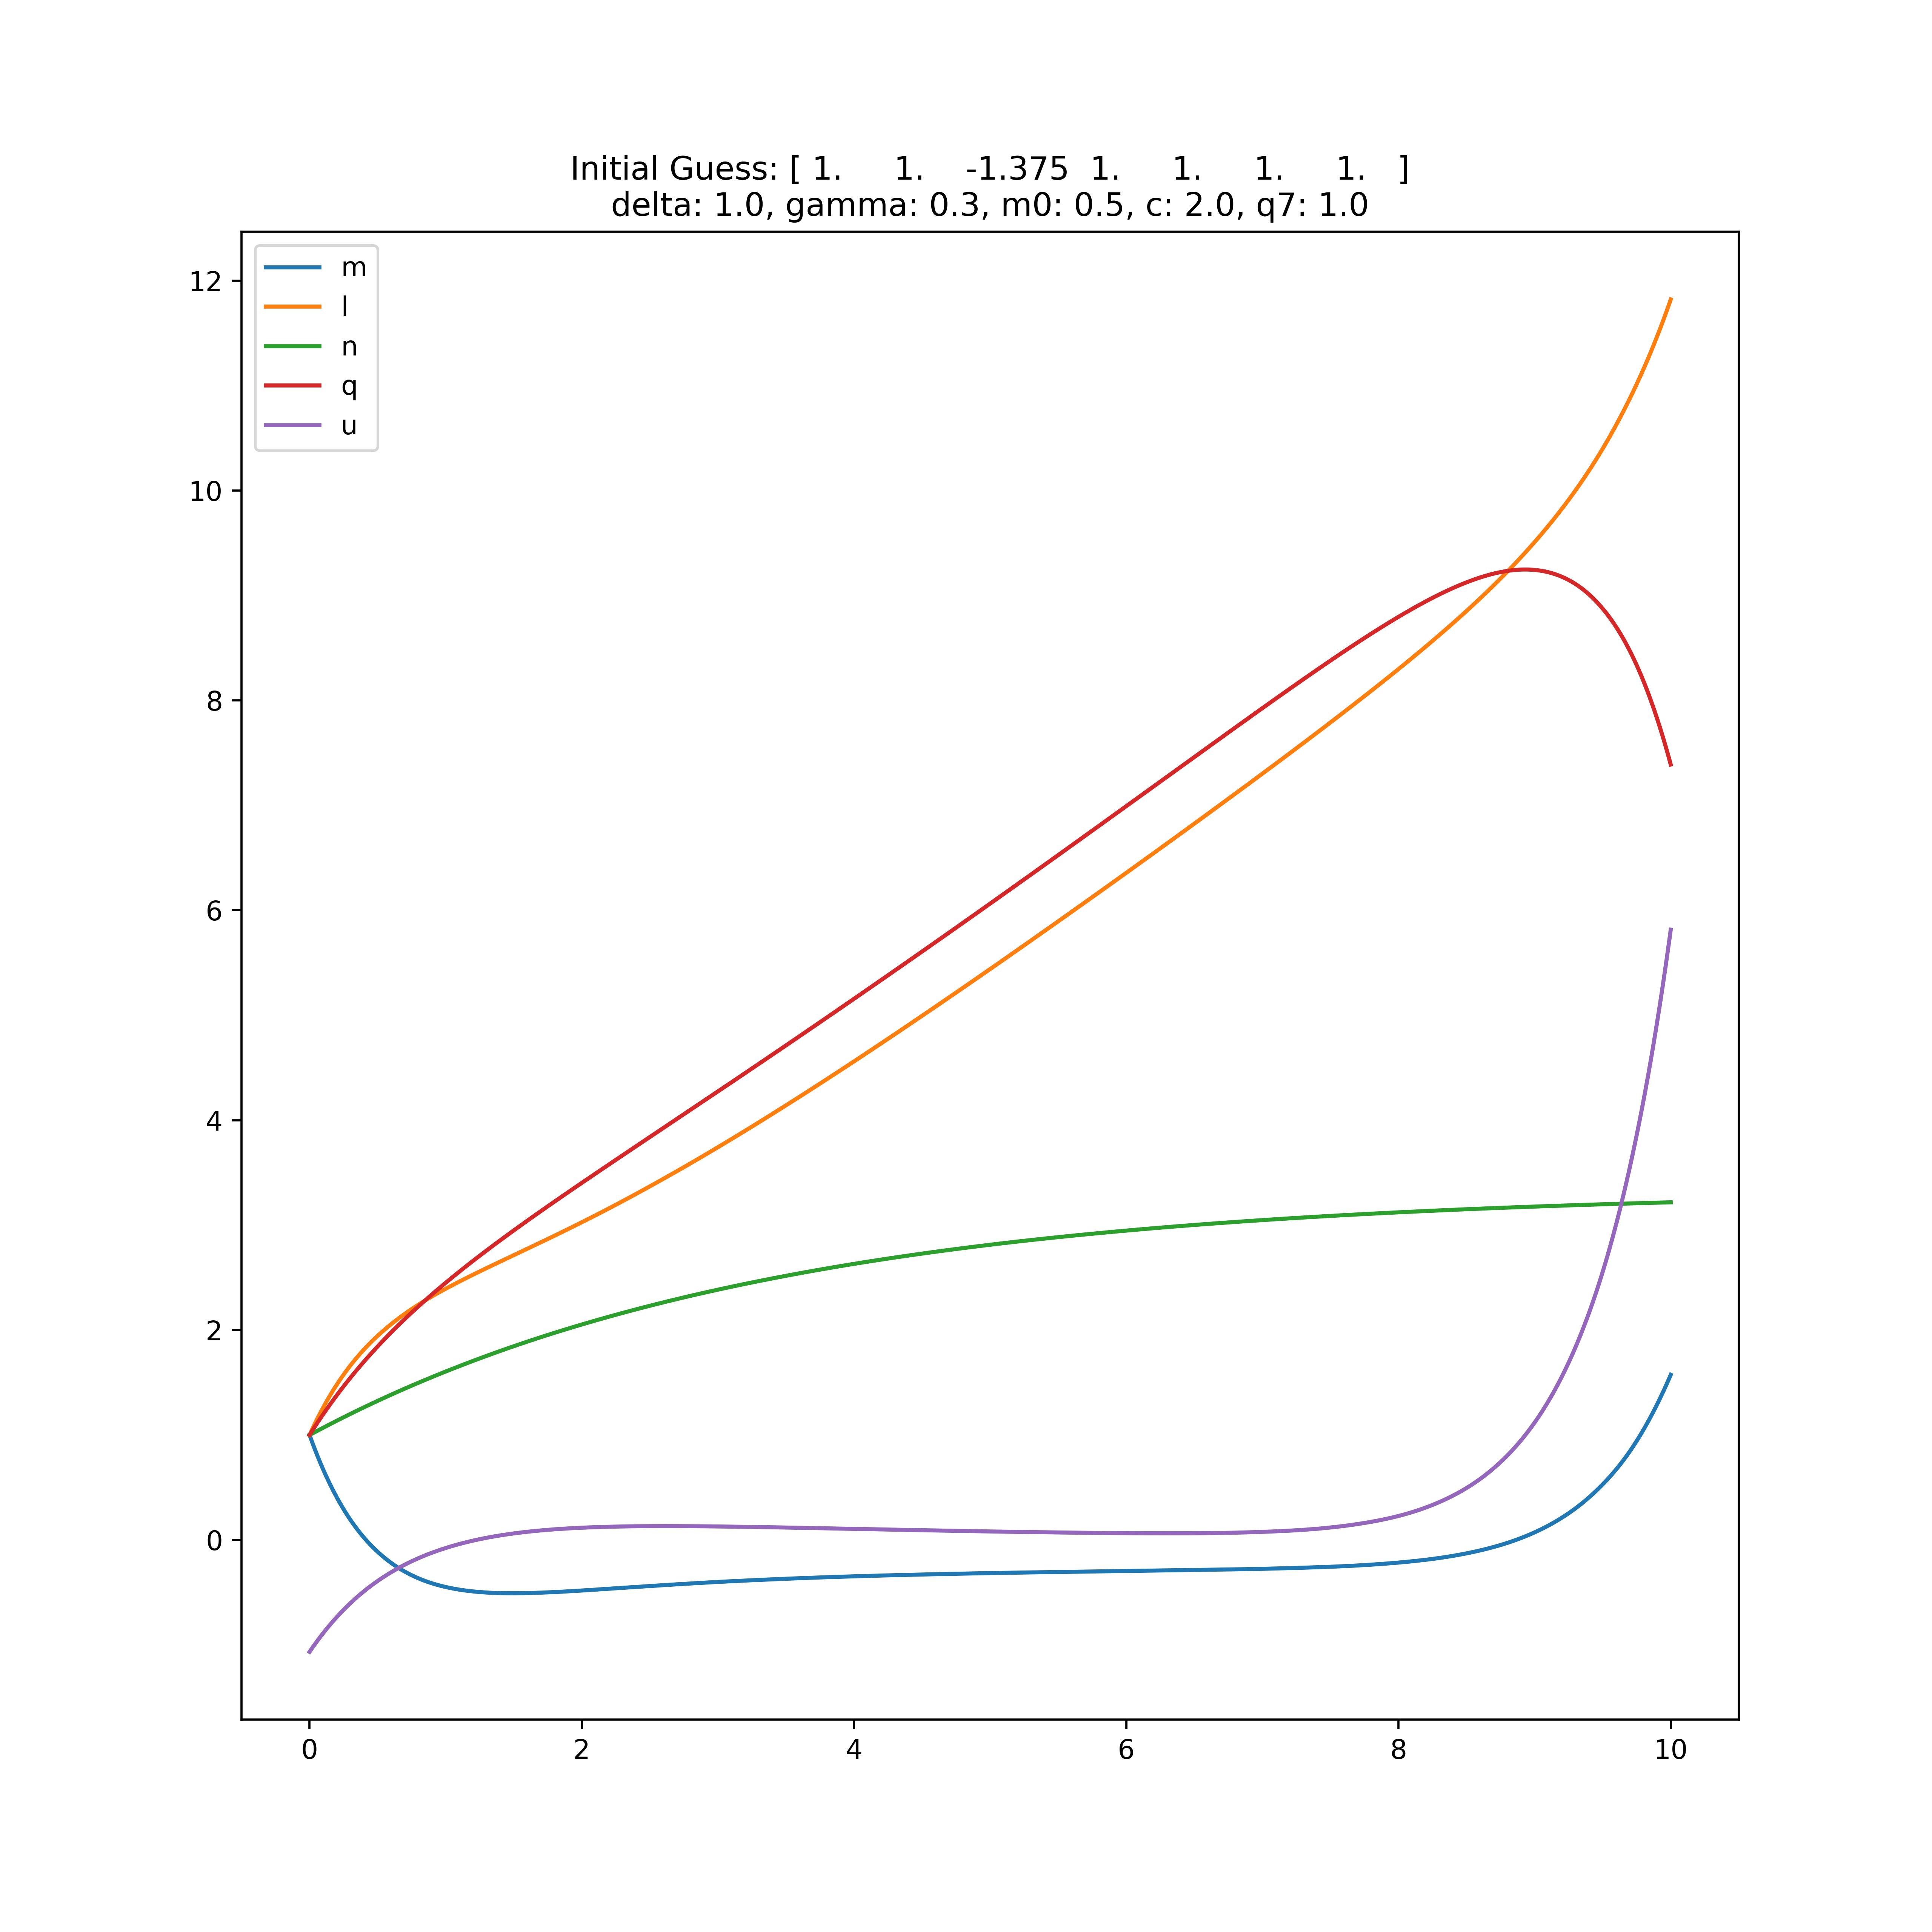 Initial Guess: [ 1. 1. -1.375 1. 1. 1. 1. ]
delta: 1.0, gamma: 0.3, m0: 0.5, c: 2.0, q7: 1.0
m
l
n
q
u
12
10
8
6
4
2
0
0 2 4 6 8 10